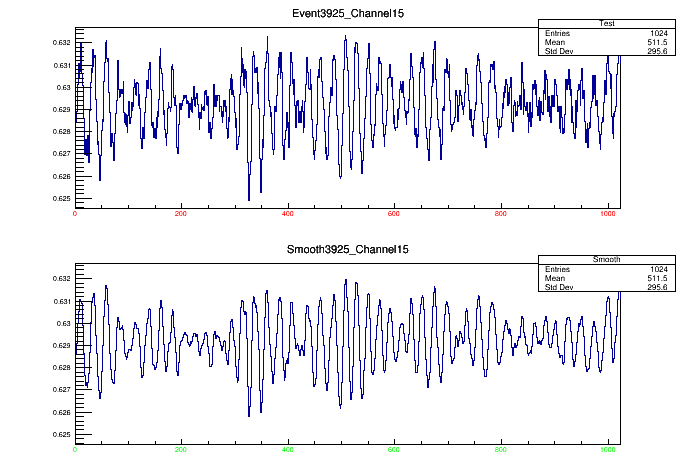 Event3925_Channel15
Test
Entries 1024
Mean 511.5
Std Dev 295.6
0.632
0.631
0.63
0.629
0.628
0.627
0.626
0.625
0 200 400 600 800 1000
Smooth3925_Channel15
Smooth
Entries 1024
Mean 511.5
Std Dev 295.6
0.632
0.631
0.63
0.629
0.628
0.627
0.626
0.625
0 200 400 600 800 1000